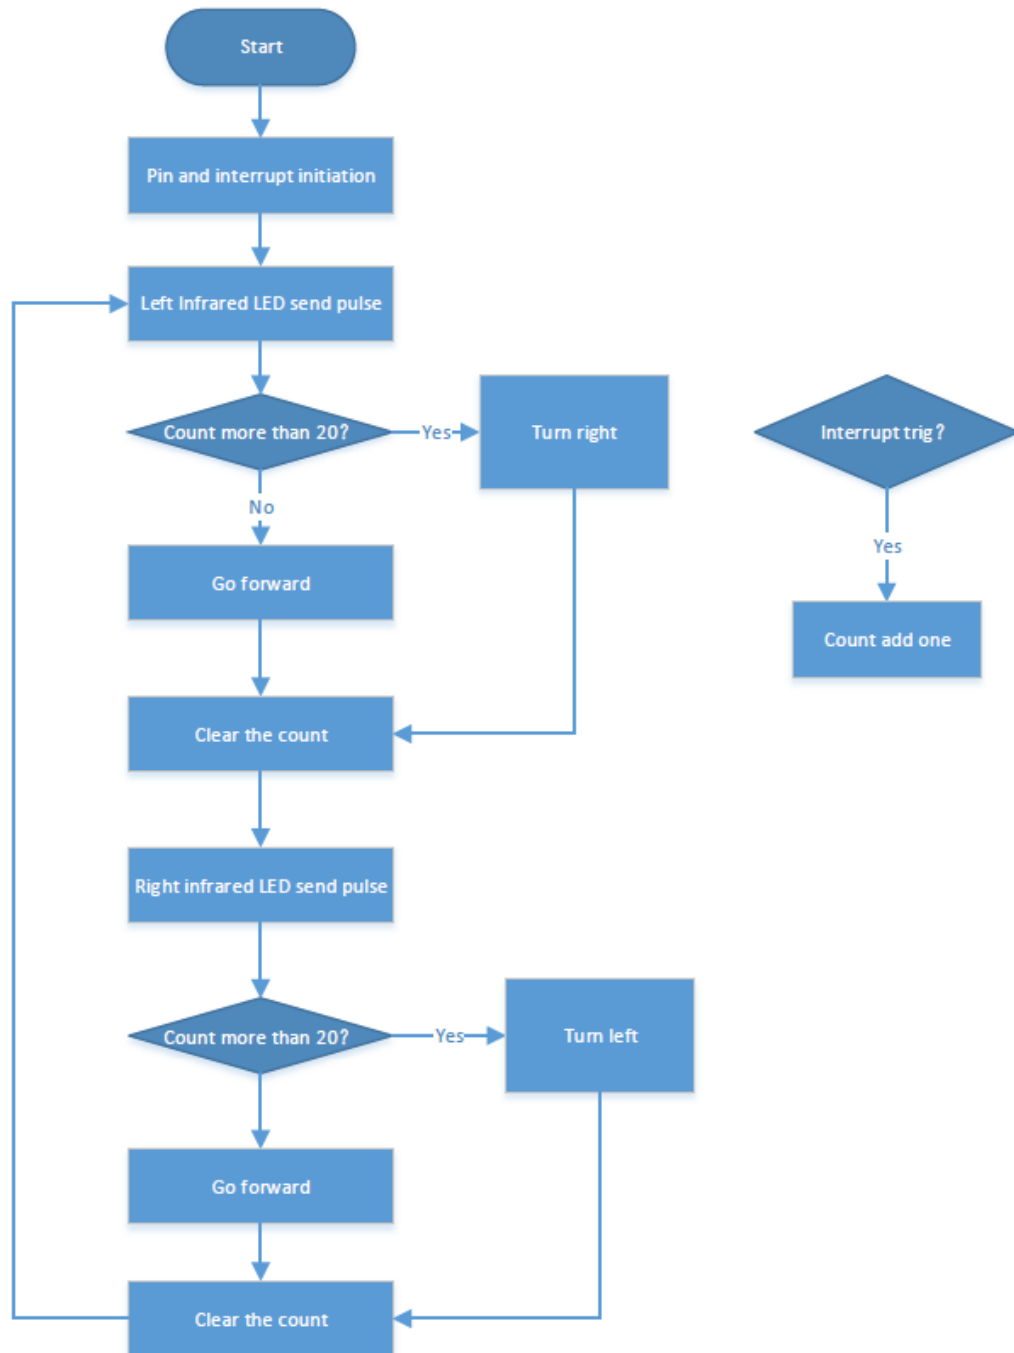 Start
Pin and interrupt initiation
Left Infrared LED send pulse
Count more than 20?
Yes
Turn right
Interrupt trig?
No
Yes
Go forward
Count add one
Clear the count
Right infrared LED send pulse
Count more than 20?
Yes
Turn left
Go forward
Clear the count